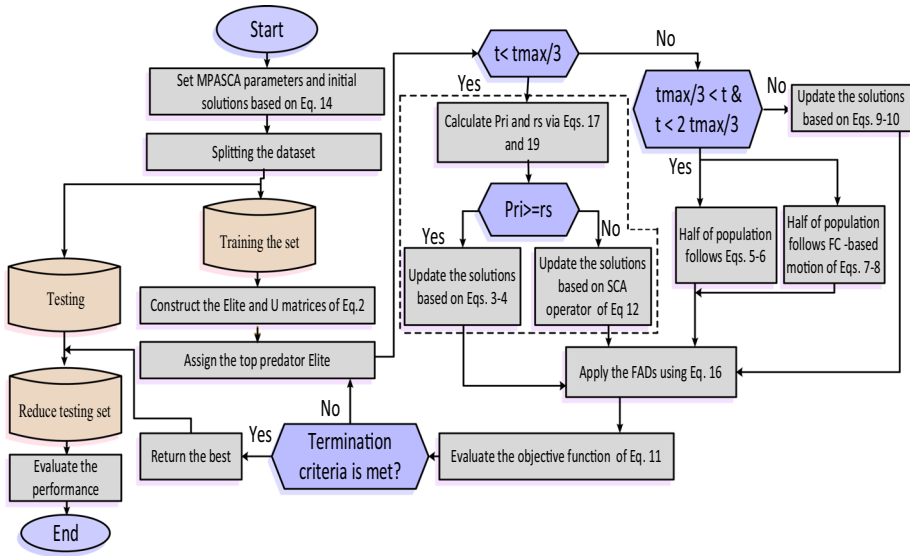 Start
Set MPASCA parameters and initial
solutions based on Eq. 14
Splitting the dataset
Training the set
Testing
Construct the Elite and U matrices of Eq.2
Assign the top predator Elite
Reduce testing set
Evaluate the
performance
End
Return the best
Yes
No
Termination
criteria is met?
t< tmax/3
Yes
No
Calculate Pri and rs via Eqs. 17
and 19
Pri>=rs
Yes
No
Update the solutions
based on Eqs. 3-4
Update the solutions
based on SCA
operator of Eq 12
tmax/3 < t &
t < 2 tmax/3
No
Yes
Update the solutions
based on Eqs. 9-10
Half of population
follows Eqs. 5-6
Half of population
follows FC -based
motion of Eqs. 7-8
Apply the FADs using Eq. 16
Evaluate the objective function of Eq. 11